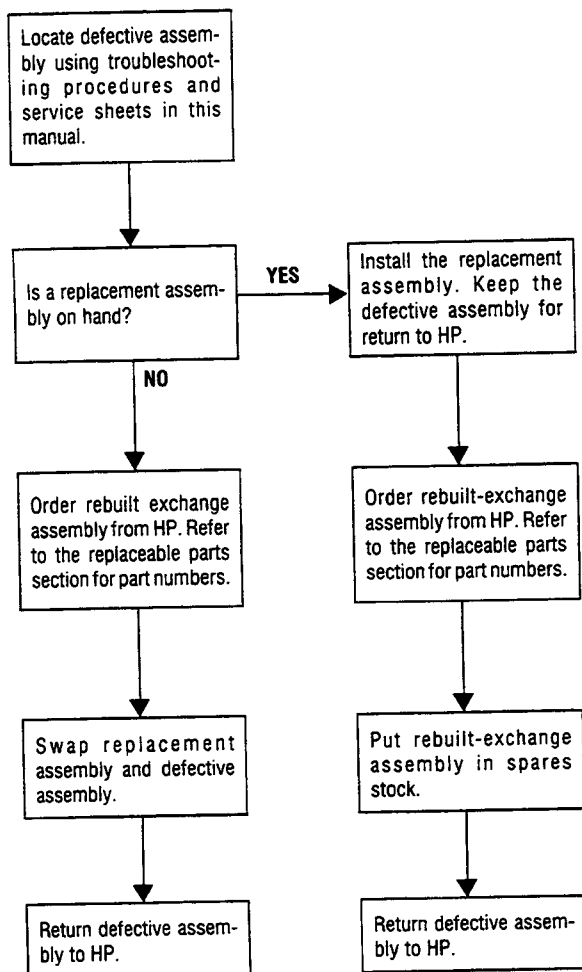 Locate defective assem-
bly using troubleshoot-
ing procedures and
service sheets in this
manual.
Is a replacement assem-
bly on hand?
YES
Install the replacement
assembly. Keep the
defective assembly for
return to HP.
NO
Order rebuilt exchange
assembly from HP. Refer
to the replaceable parts
section for part numbers.
Order rebuilt-exchange
assembly from HP. Refer
to the replaceable parts
section for part numbers.
Swap replacement
assembly and defective
assembly.
Put rebuilt-exchange
assembly in spares
stock.
Return defective assem-
bly to HP.
Return defective assem-
bly to HP.